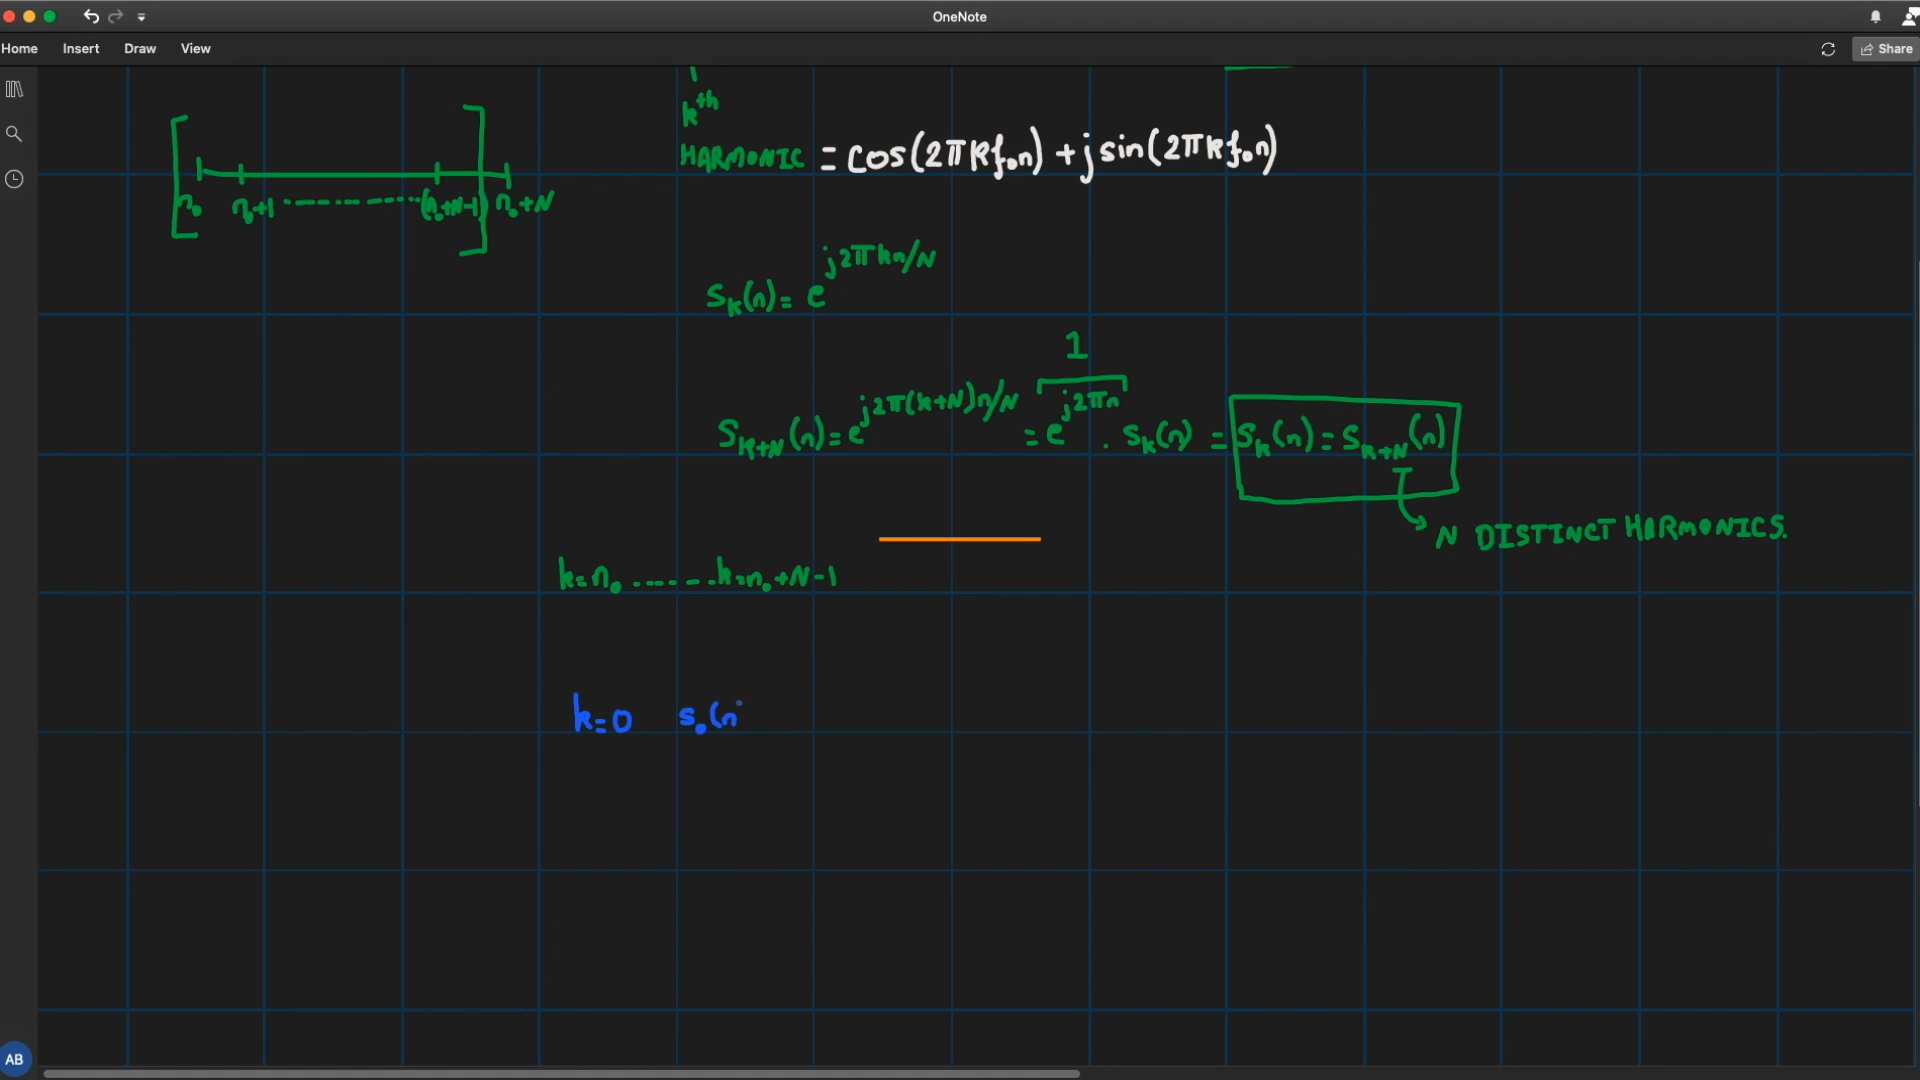 OneNote
Home Insert Draw View
Share
kth
HARMONIC = cos(2πkf₀n) + j sin(2πkf₀n)
n₀ n₀+1 -------- (n₀+N-1) n₀+N
Sk(n) = e^j2πkn/N
1
Sk+N(n) = e^j2π(k+N)n/N = e^j2πn . Sk(n) = Sk(n) = Sk+N(n)
N DISTINCT HARMONICS.
k=n₀ ....... k=n₀+N-1
k=0 S₀(n
AB